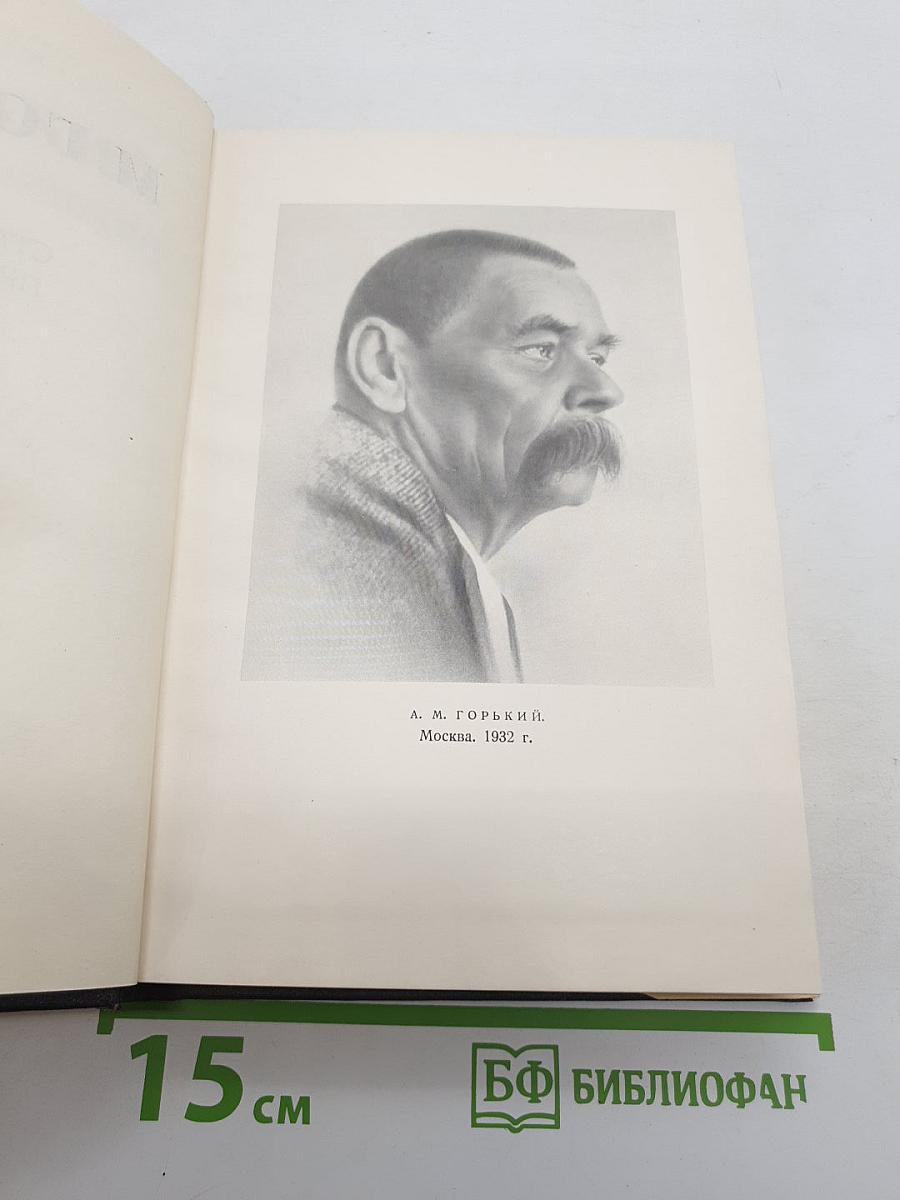 А. М. ГОРЬКИЙ.
Москва. 1932 г.
15 см
БФ БИБЛИОФАН